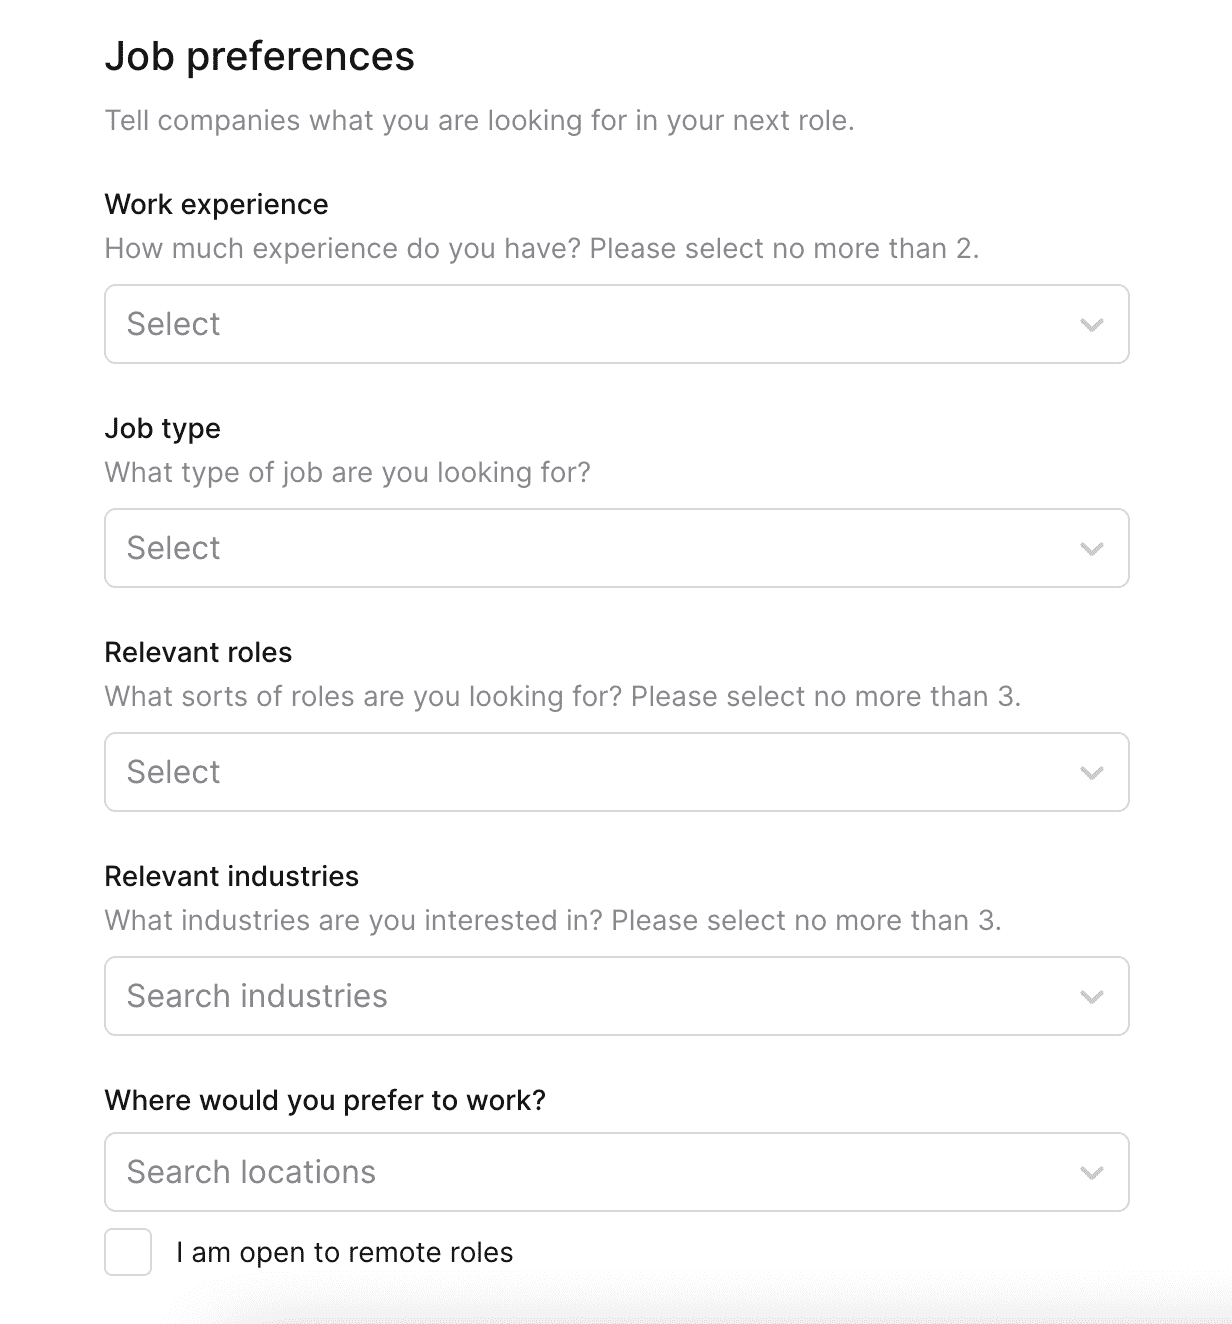 Job preferences
Tell companies what you are looking for in your next role.
Work experience
How much experience do you have? Please select no more than 2.
Select
Job type
What type of job are you looking for?
Select
Relevant roles
What sorts of roles are you looking for? Please select no more than 3.
Select
Relevant industries
What industries are you interested in? Please select no more than 3.
Search industries
Where would you prefer to work?
Search locations
I am open to remote roles